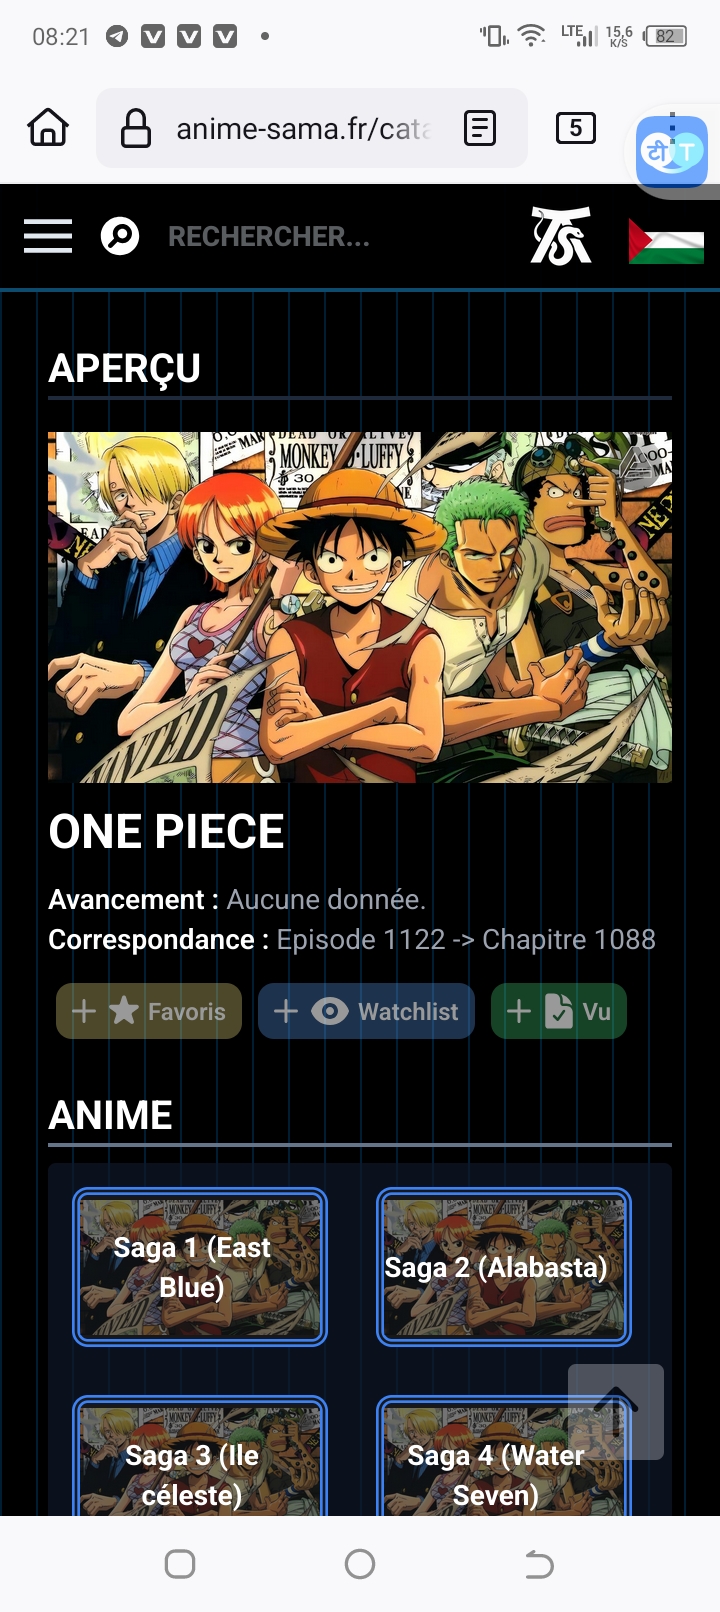 08:21
LTE 15,6 K/S 82
anime-sama.fr/cata
5
टी T
RECHERCHER...
APERÇU
DEAD OR ALIVE
MONKEY D. LUFFY
WANTED
ONE PIECE
Avancement : Aucune donnée.
Correspondance : Episode 1122 -> Chapitre 1088
Favoris
Watchlist
Vu
ANIME
Saga 1 (East
Blue)
Saga 2 (Alabasta)
Saga 3 (Ile
céleste)
Saga 4 (Water
Seven)